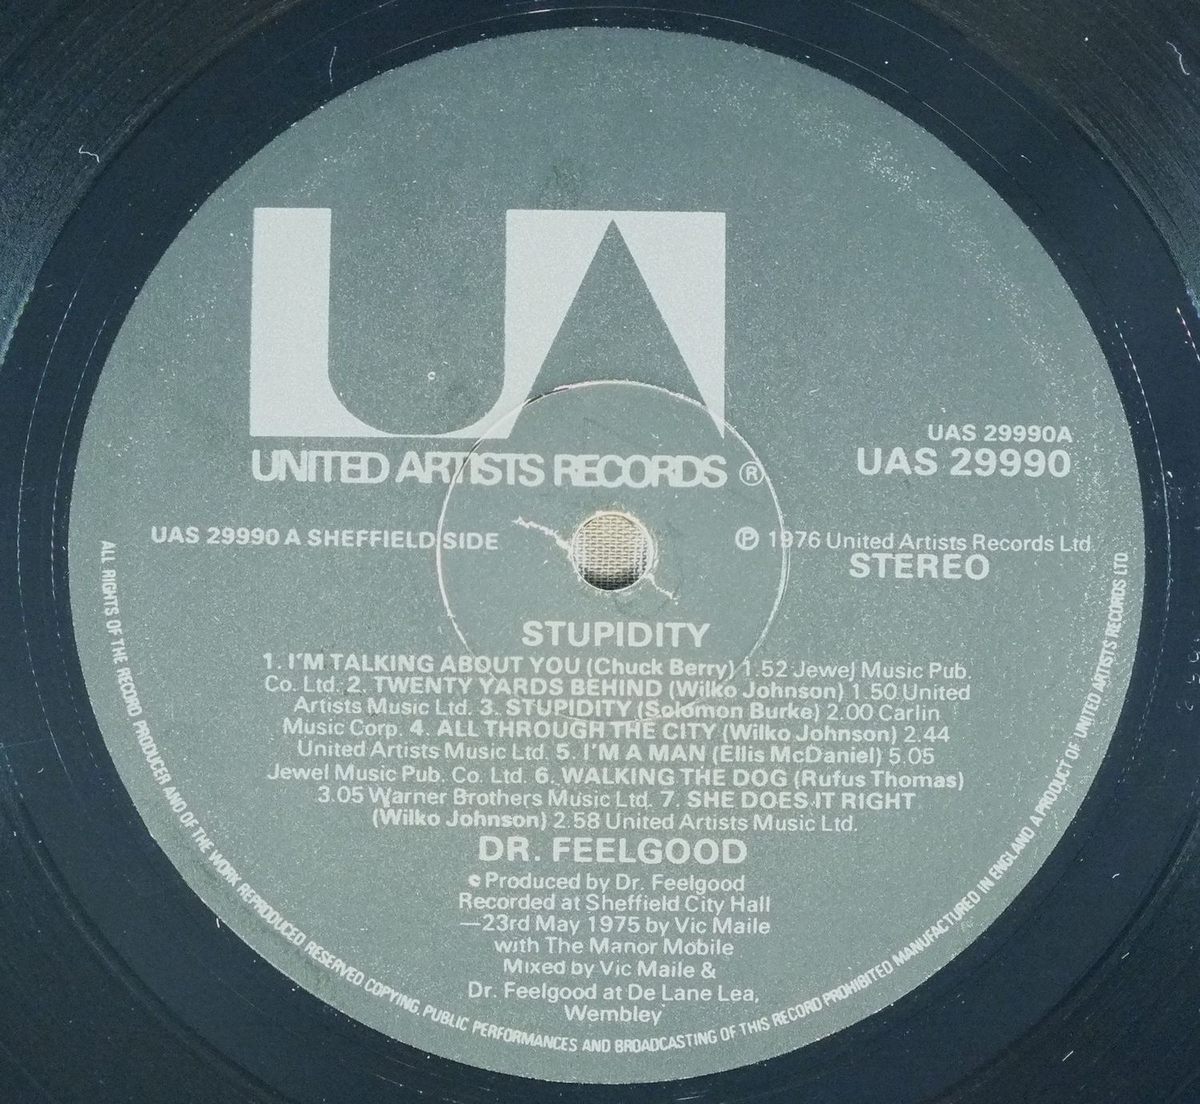 UA
UNITED ARTISTS RECORDS ®
UAS 29990A
UAS 29990
UAS 29990 A SHEFFIELD SIDE
℗ 1976 United Artists Records Ltd.
STEREO
STUPIDITY
1. I'M TALKING ABOUT YOU (Chuck Berry) 1.52 Jewel Music Pub.
Co. Ltd. 2. TWENTY YARDS BEHIND (Wilko Johnson) 1.50 United
Artists Music Ltd. 3. STUPIDITY (Solomon Burke) 2.00 Carlin
Music Corp. 4. ALL THROUGH THE CITY (Wilko Johnson) 2.44
United Artists Music Ltd. 5. I'M A MAN (Ellis McDaniel) 5.05
Jewel Music Pub. Co. Ltd. 6. WALKING THE DOG (Rufus Thomas)
3.05 Warner Brothers Music Ltd. 7. SHE DOES IT RIGHT
(Wilko Johnson) 2.58 United Artists Music Ltd.
DR. FEELGOOD
Produced by Dr. Feelgood
Recorded at Sheffield City Hall
—23rd May 1975 by Vic Maile
with The Manor Mobile
Mixed by Vic Maile &
Dr. Feelgood at De Lane Lea,
Wembley
ALL RIGHTS OF THE RECORD PRODUCER AND OF THE WORK REPRODUCED RESERVED COPYING, PUBLIC PERFORMANCES AND BROADCASTING OF THIS RECORD PROHIBITED MANUFACTURED IN ENGLAND A PRODUCT OF UNITED ARTISTS RECORDS LTD.